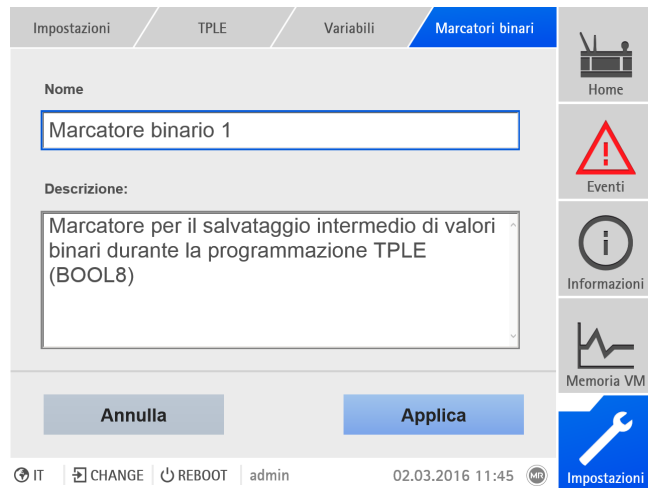 Impostazioni TPLE Variabili Marcatori binari
Nome
Marcatore binario 1
Descrizione:
Marcatore per il salvataggio intermedio di valori
binari durante la programmazione TPLE
(BOOL8)
Annulla Applica
IT CHANGE REBOOT admin 02.03.2016 11:45 MR
Home
Eventi
Informazioni
Memoria VM
Impostazioni